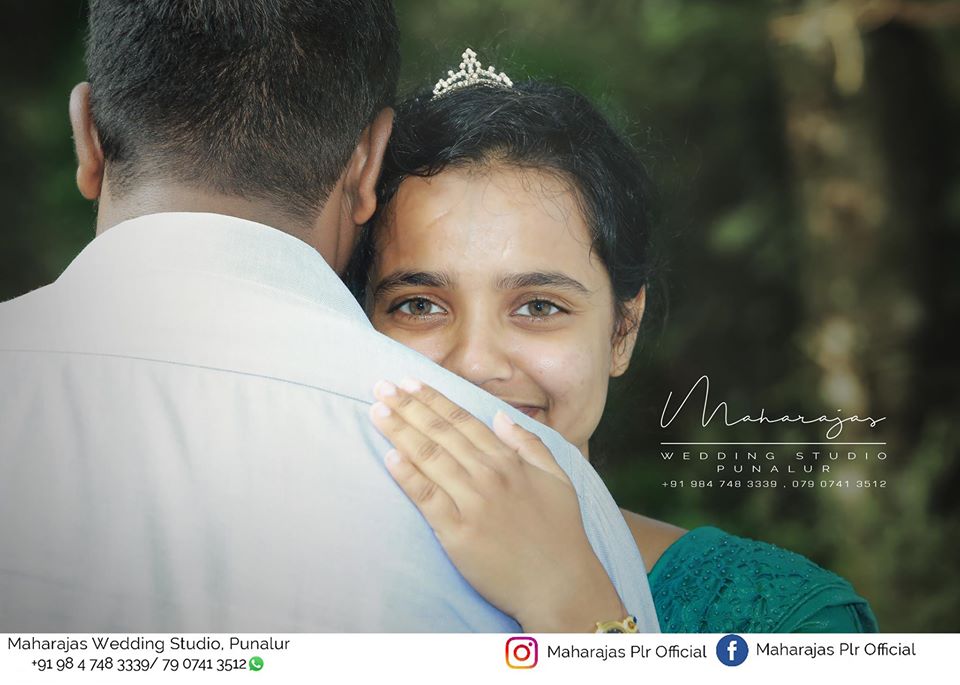 Maharajas
WEDDING STUDIO
PUNALUR
+91 984 748 3339 , 079 0741 3512
Maharajas Wedding Studio, Punalur
+91 98 4 748 3339/ 79 0741 3512
Maharajas Plr Official
Maharajas Plr Official